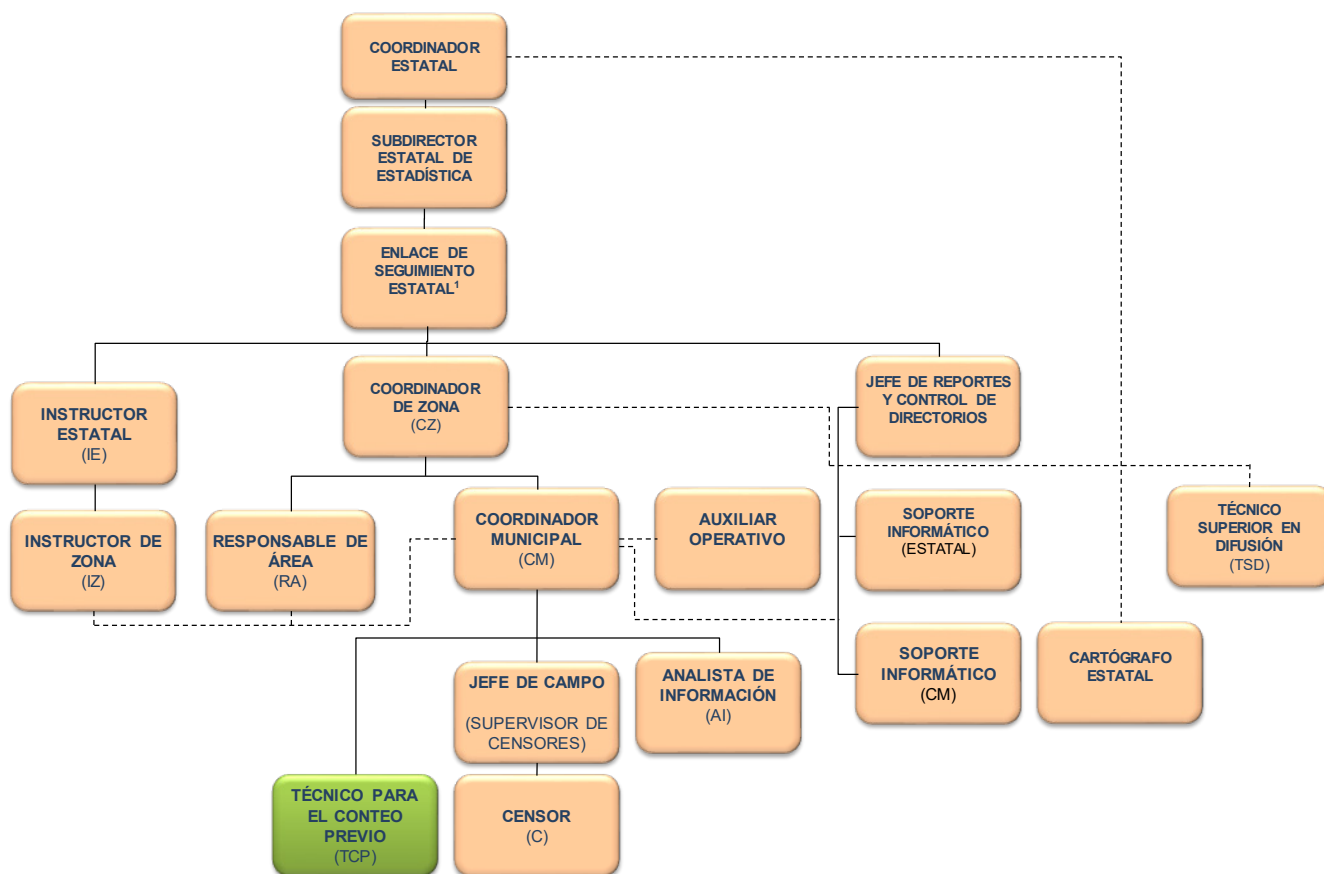 COORDINADOR
ESTATAL
SUBDIRECTOR
ESTATAL DE
ESTADÍSTICA
ENLACE DE
SEGUIMIENTO
ESTATAL¹
INSTRUCTOR
ESTATAL
(IE)
COORDINADOR
DE ZONA
(CZ)
JEFE DE REPORTES
Y CONTROL DE
DIRECTORIOS
INSTRUCTOR DE
ZONA
(IZ)
RESPONSABLE DE
ÁREA
(RA)
COORDINADOR
MUNICIPAL
(CM)
AUXILIAR
OPERATIVO
SOPORTE
INFORMÁTICO
(ESTATAL)
TÉCNICO
SUPERIOR EN
DIFUSIÓN
(TSD)
JEFE DE CAMPO
(SUPERVISOR DE
CENSORES)
ANALISTA DE
INFORMACIÓN
(AI)
SOPORTE
INFORMÁTICO
(CM)
CARTÓGRAFO
ESTATAL
TÉCNICO PARA
EL CONTEO
PREVIO
(TCP)
CENSOR
(C)